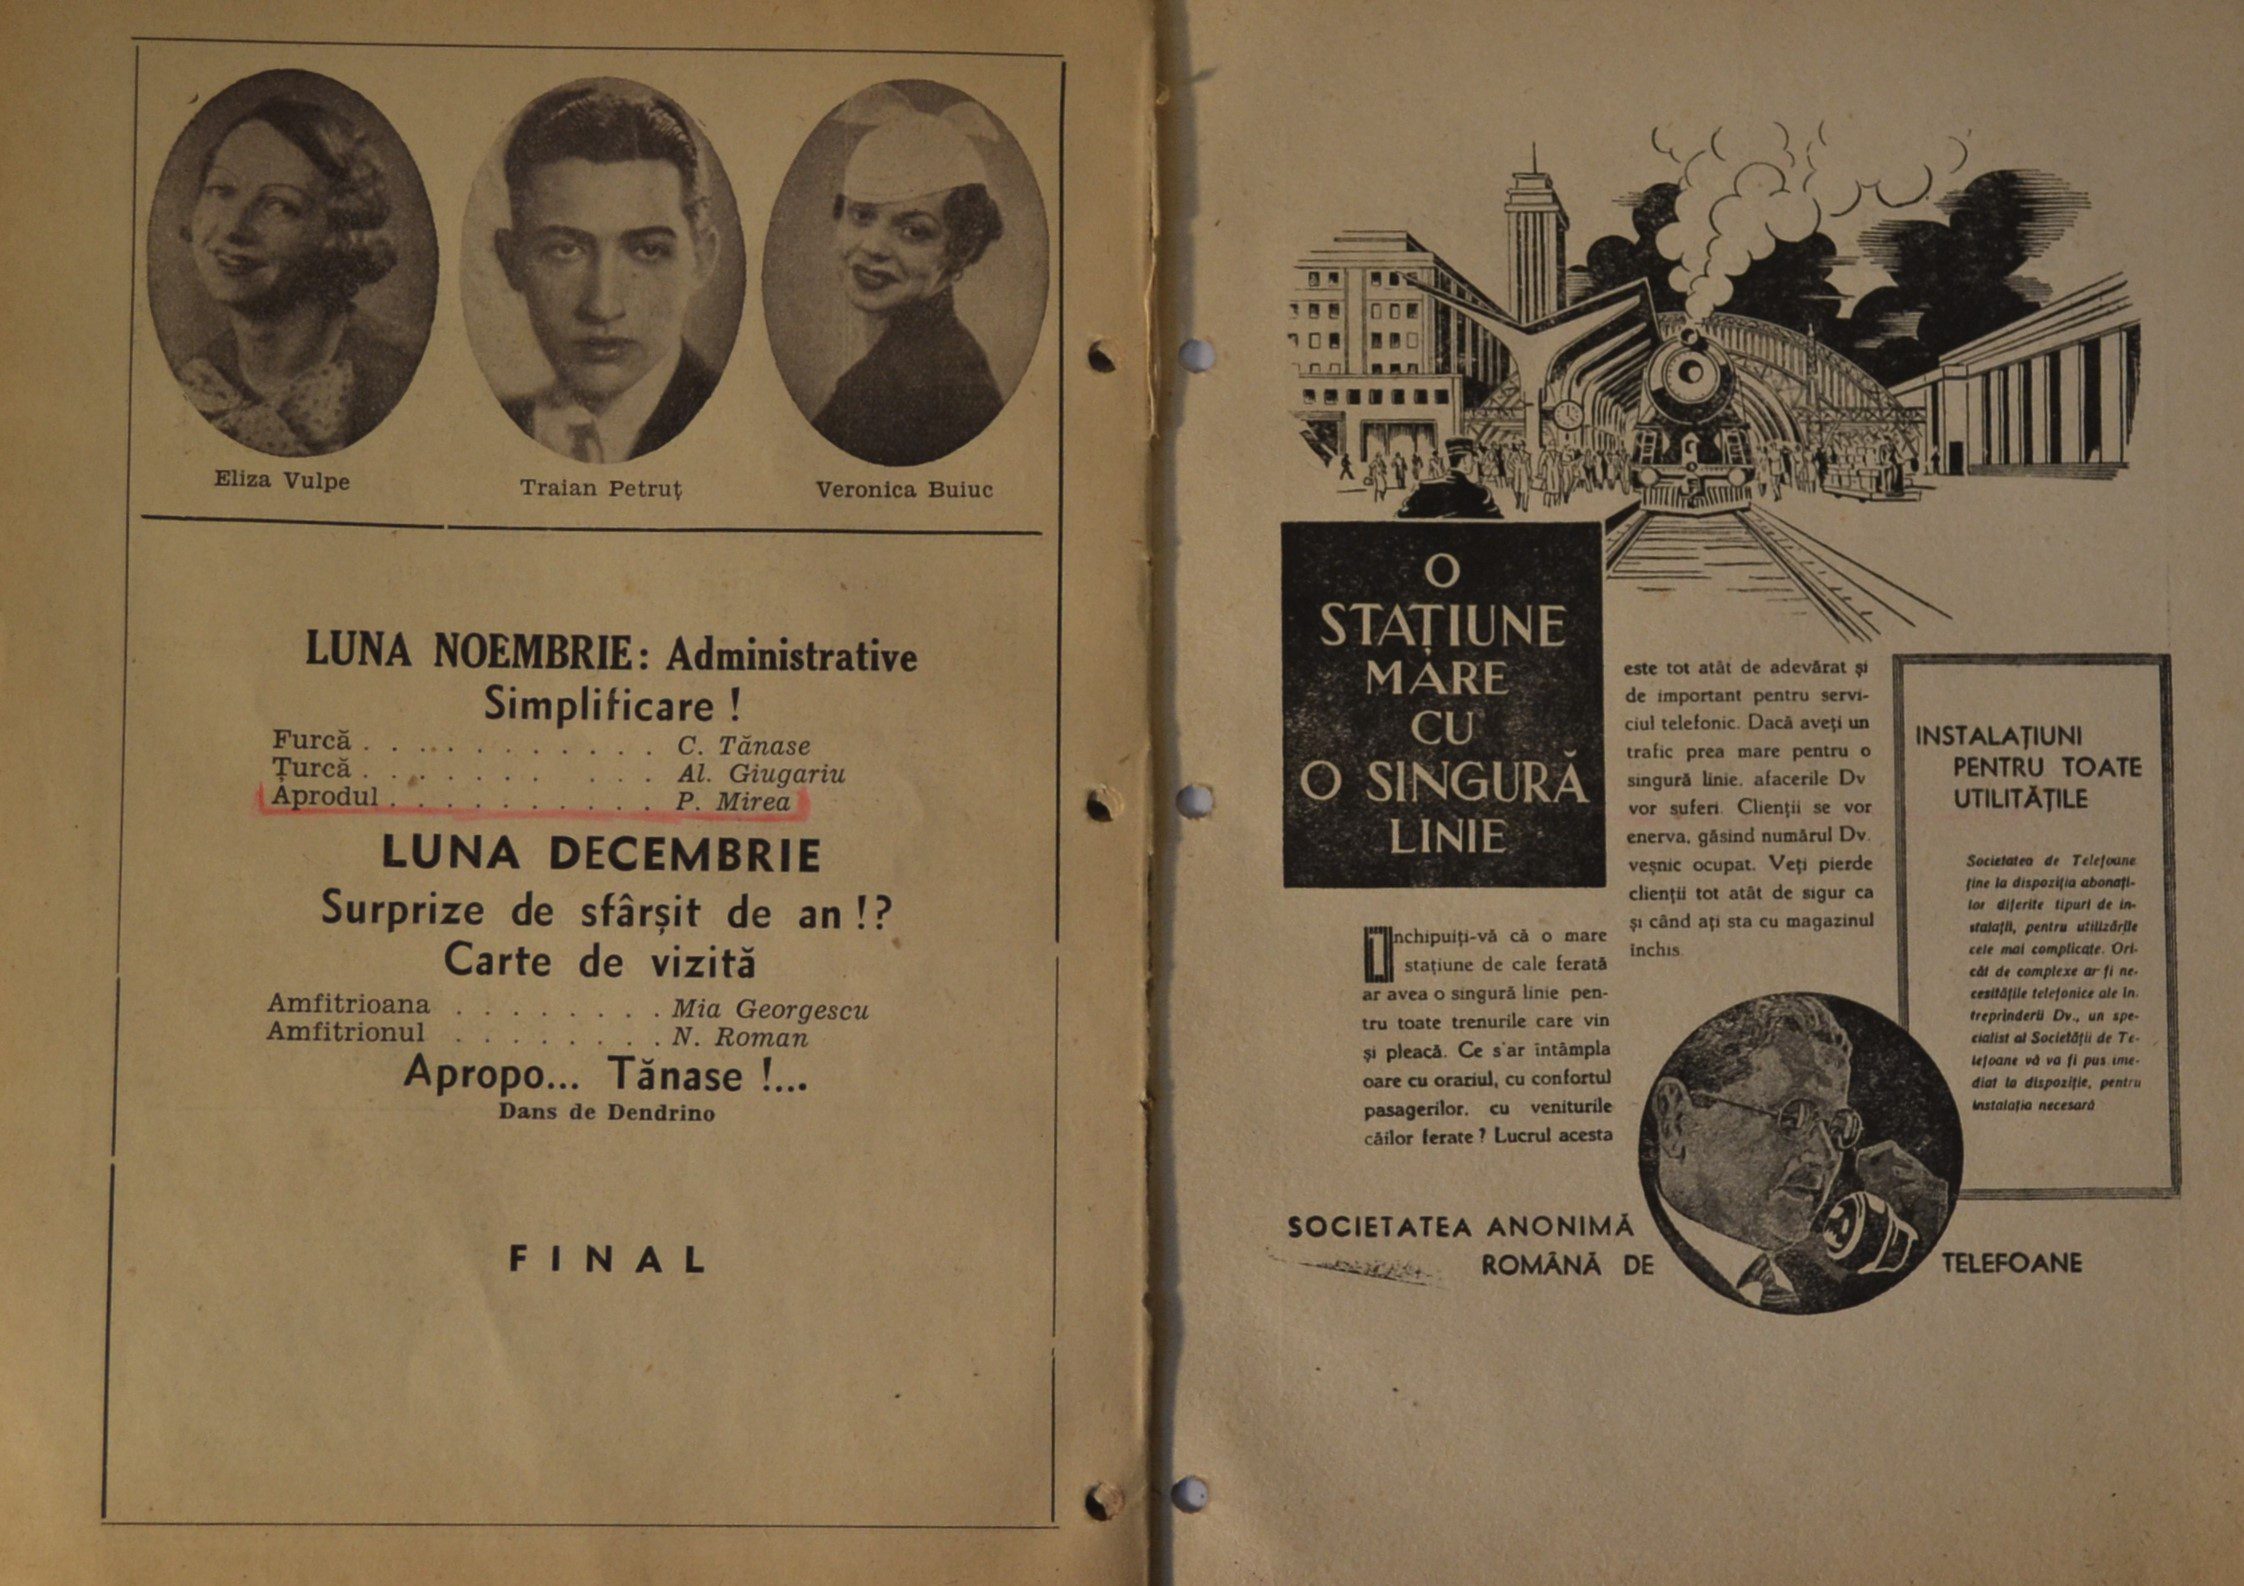 Eliza Vulpe
Traian Petruț
Veronica Buiuc
LUNA NOEMBRIE: Administrative
Simplificare !
Furcă . . . . . . . . . . . . C. Tănase
Țurcă . . . . . . . . . . . Al. Giugariu
Aprodul . . . . . . . . . . . P. Mirea
LUNA DECEMBRIE
Surprize de sfârșit de an !?
Carte de vizită
Amfitrioana . . . . . . . . Mia Georgescu
Amfitrionul . . . . . . . . N. Roman
Apropo... Tănase !...
Dans de Dendrino
FINAL
O
STAȚIUNE
MARE
CU
O SINGURĂ
LINIE
Închipuiți-vă că o mare
stațiune de cale ferată
ar avea o singură linie pen-
tru toate trenurile care vin
și pleacă. Ce s'ar întâmpla
oare cu orariul, cu confortul
pasagerilor, cu veniturile
căilor ferate ? Lucrul acesta
este tot atât de adevărat și
de important pentru servi-
ciul telefonic. Dacă aveți un
trafic prea mare pentru o
singură linie, afacerile Dv
vor suferi. Clienții se vor
enerva, găsind numărul Dv.
veșnic ocupat. Veți pierde
clienții tot atât de sigur ca
și când ați sta cu magazinul
închis.
INSTALAȚIUNI
PENTRU TOATE
UTILITĂȚILE
Societatea de Telefoane
ține la dispoziția abonați-
lor diferite tipuri de in-
stalații, pentru utilizările
cele mai complicate. Ori-
cât de complexe ar fi ne-
cesitățile telefonice ale in-
treprinderii Dv., un spe-
cialist al Societății de Te-
lefoane vă va fi pus ime-
diat la dispoziție, pentru
instalația necesară
SOCIETATEA ANONIMĂ
ROMÂNĂ DE TELEFOANE